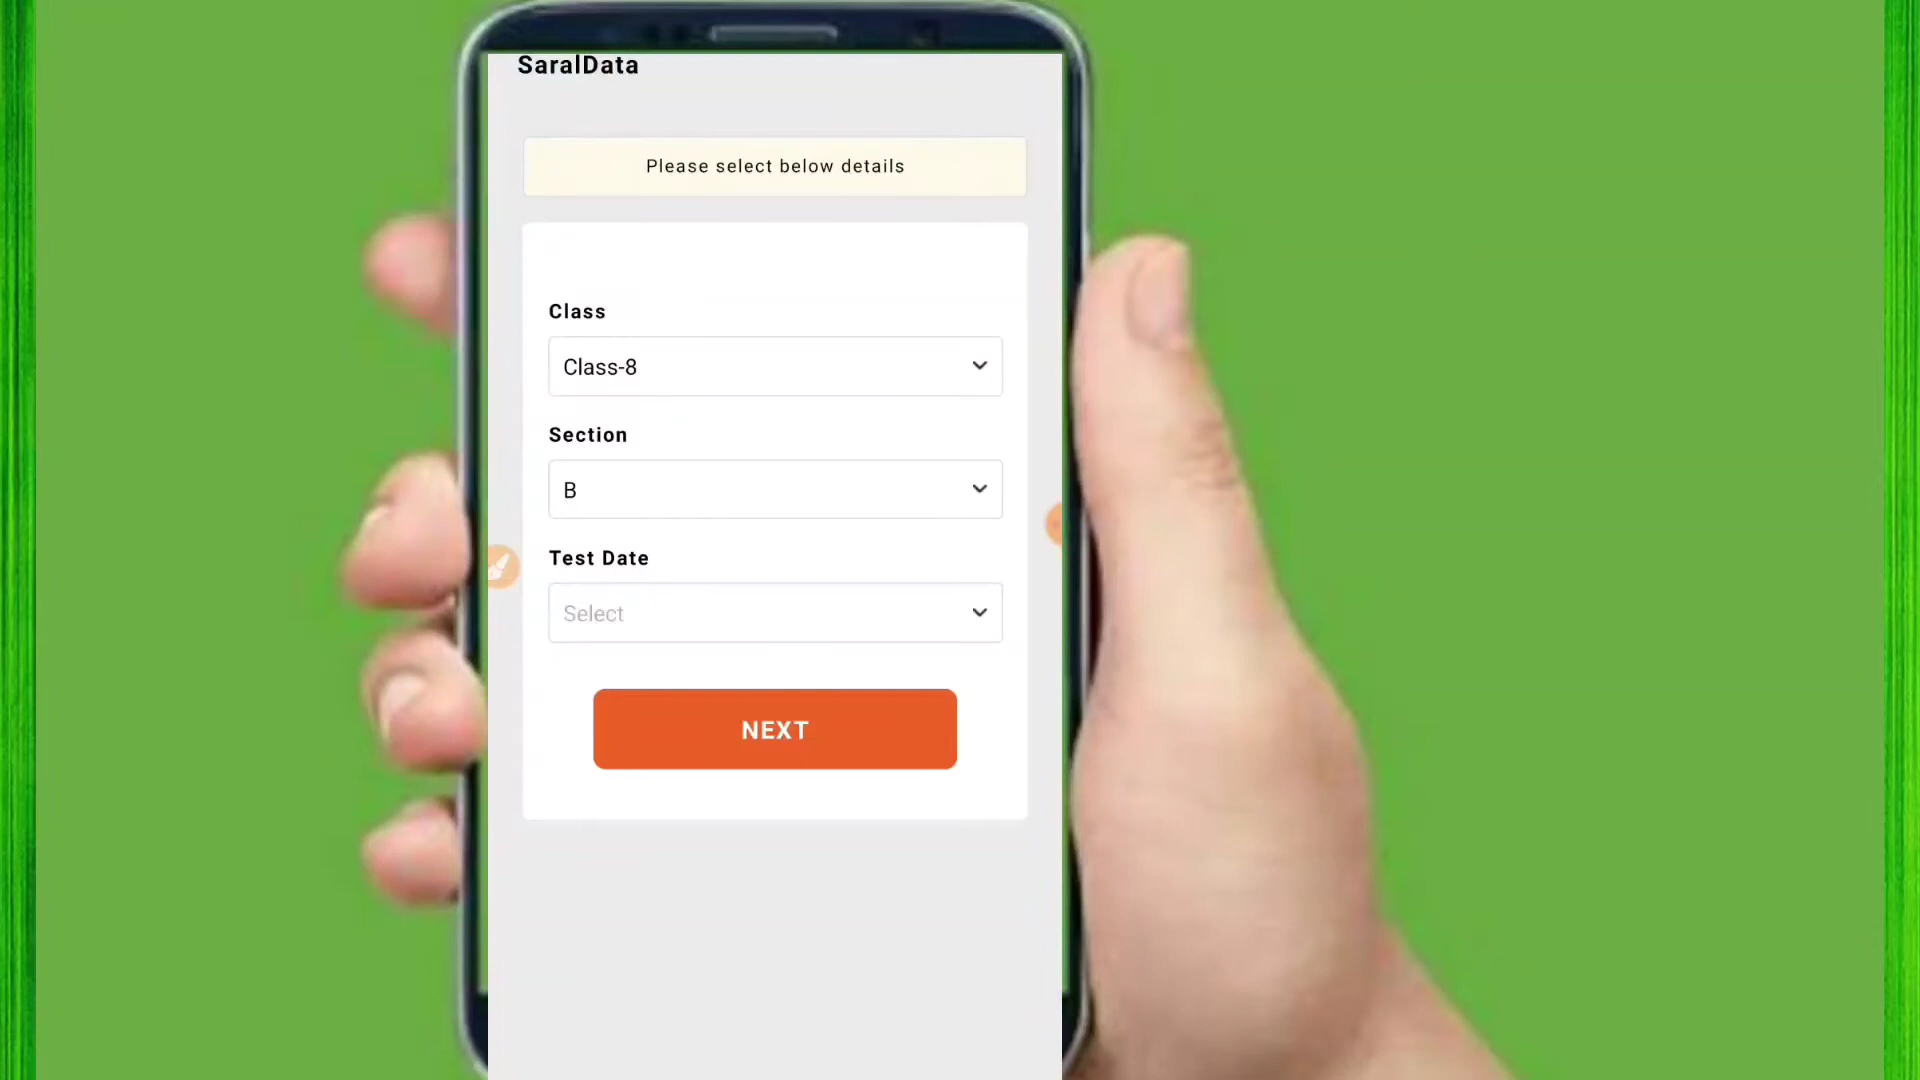 SaralData
Please select below details
Class
Class-8
Section
B
Test Date
Select
NEXT